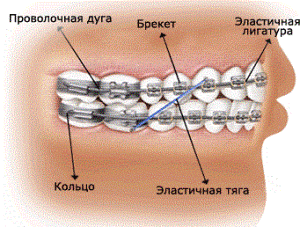 Проволочная дуга
Брекет
Эластичная
лигатура
Кольцо
Эластичная тяга